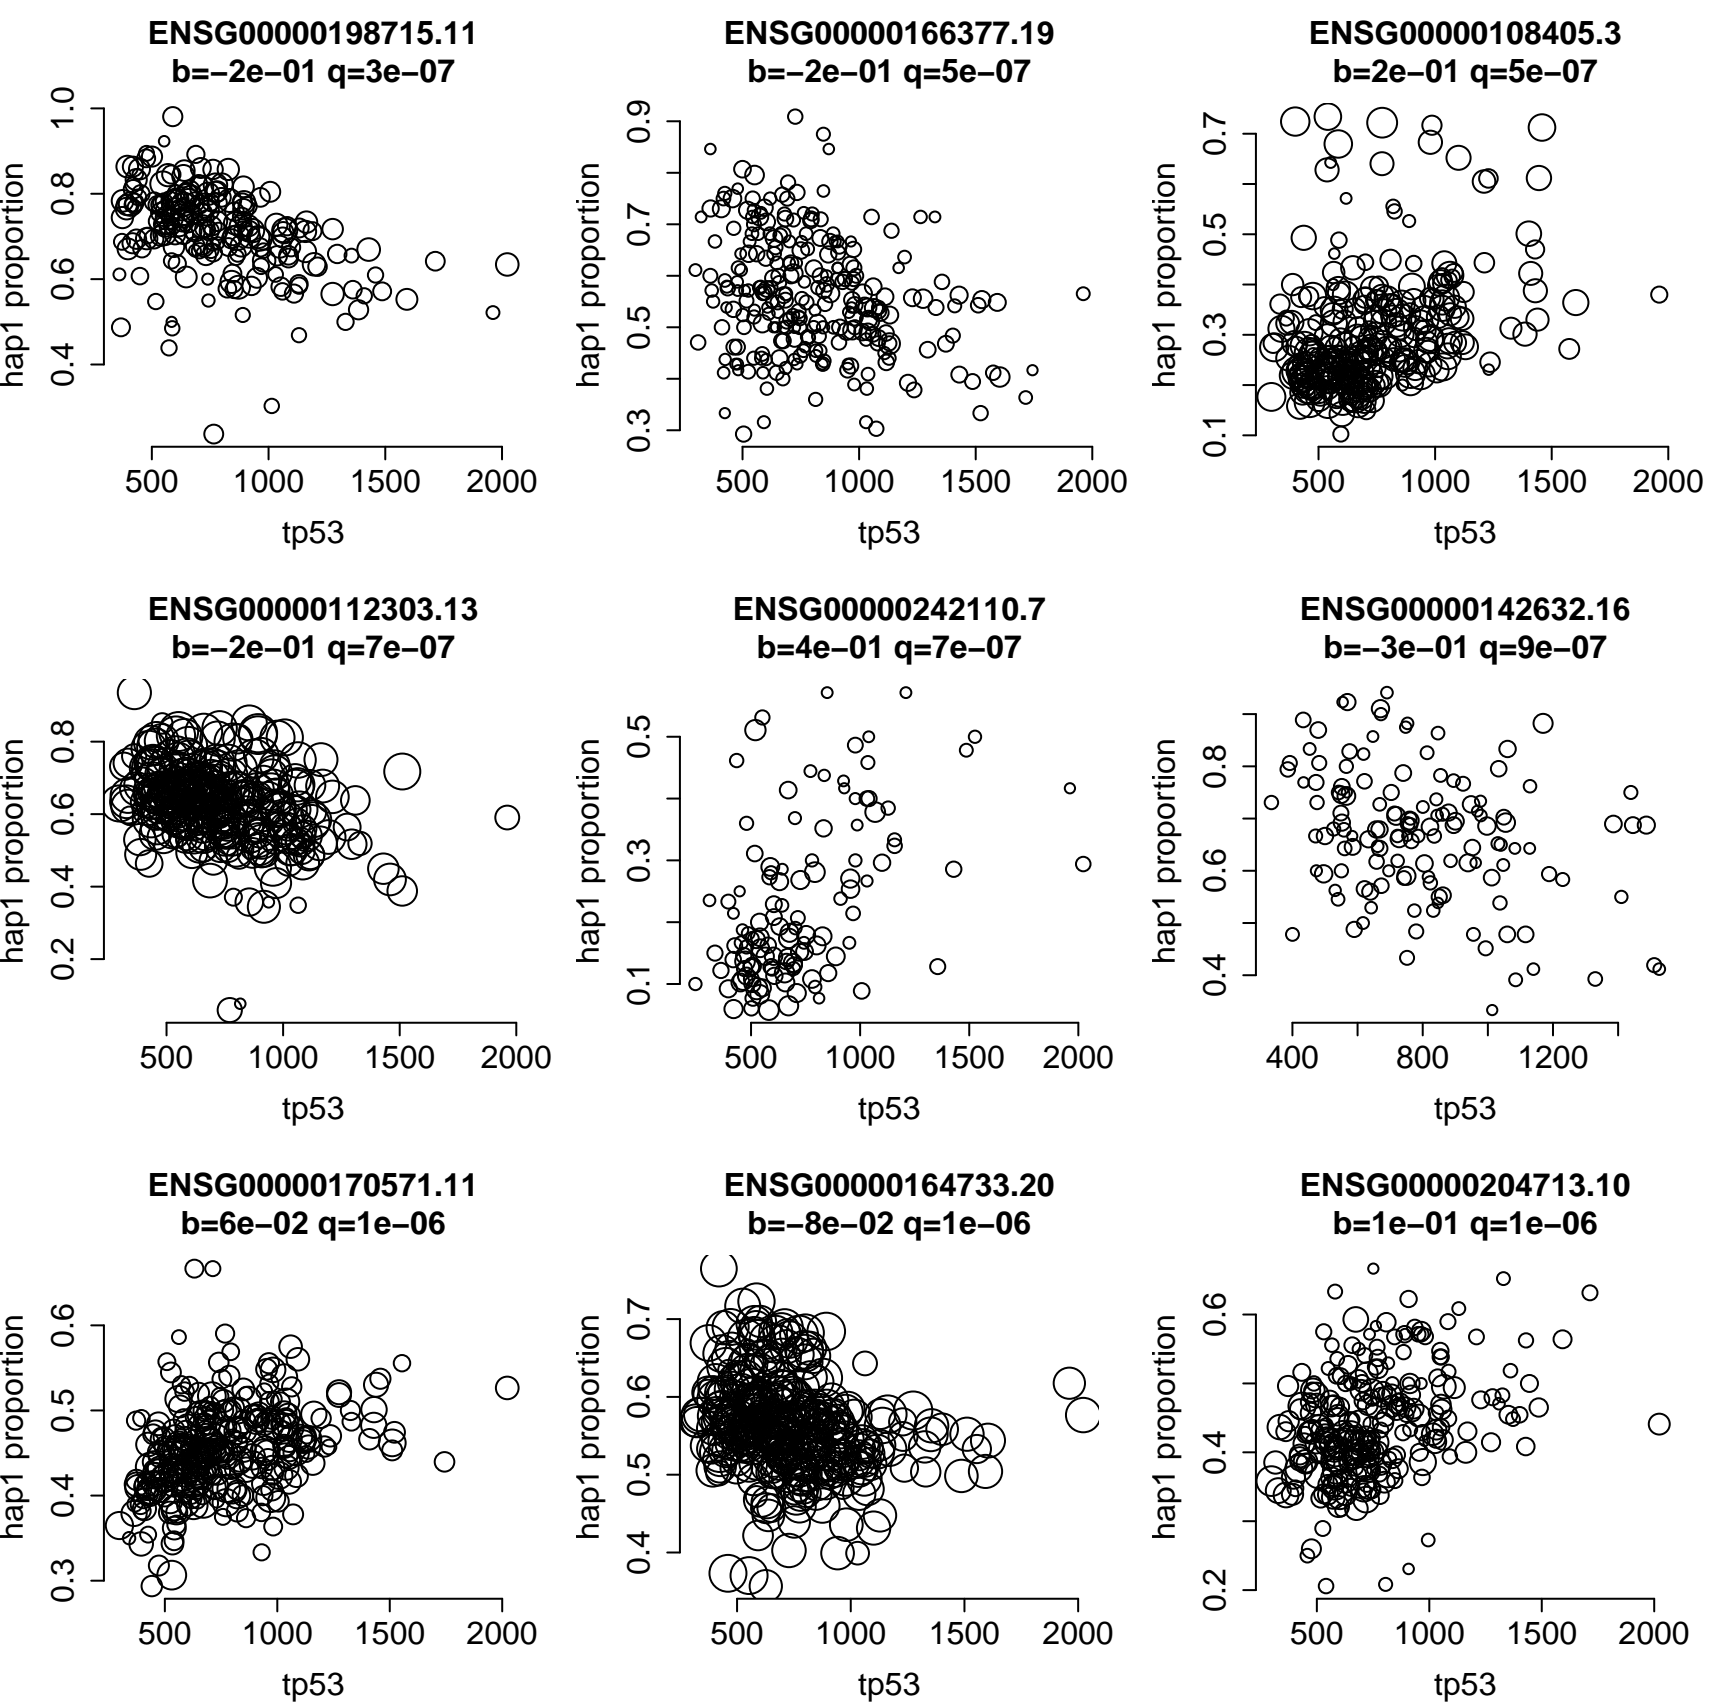 ENSG00000198715.11
b=−2e−01 q=3e−07
hap1 proportion
0.4 0.6 0.8 1.0
500 1000 1500 2000
tp53
ENSG00000166377.19
b=−2e−01 q=5e−07
hap1 proportion
0.3 0.5 0.7 0.9
500 1000 1500 2000
tp53
ENSG00000108405.3
b=2e−01 q=5e−07
hap1 proportion
0.1 0.3 0.5 0.7
500 1000 1500 2000
tp53
ENSG00000112303.13
b=−2e−01 q=7e−07
hap1 proportion
0.2 0.4 0.6 0.8
500 1000 1500 2000
tp53
ENSG00000242110.7
b=4e−01 q=7e−07
hap1 proportion
0.1 0.3 0.5
500 1000 1500 2000
tp53
ENSG00000142632.16
b=−3e−01 q=9e−07
hap1 proportion
0.4 0.6 0.8
400 800 1200
tp53
ENSG00000170571.11
b=6e−02 q=1e−06
hap1 proportion
0.3 0.4 0.5 0.6
500 1000 1500 2000
tp53
ENSG00000164733.20
b=−8e−02 q=1e−06
hap1 proportion
0.4 0.5 0.6 0.7
500 1000 1500 2000
tp53
ENSG00000204713.10
b=1e−01 q=1e−06
hap1 proportion
0.2 0.4 0.6
500 1000 1500 2000
tp53